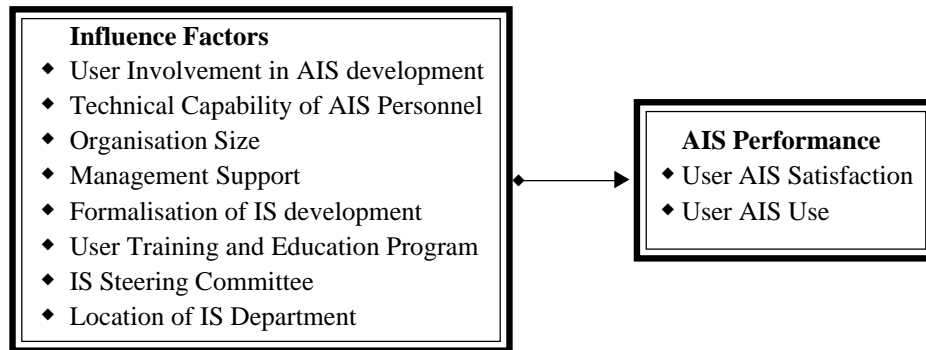 Influence Factors
◆ User Involvement in AIS development
◆ Technical Capability of AIS Personnel
◆ Organisation Size
◆ Management Support
◆ Formalisation of IS development
◆ User Training and Education Program
◆ IS Steering Committee
◆ Location of IS Department
AIS Performance
◆ User AIS Satisfaction
◆ User AIS Use